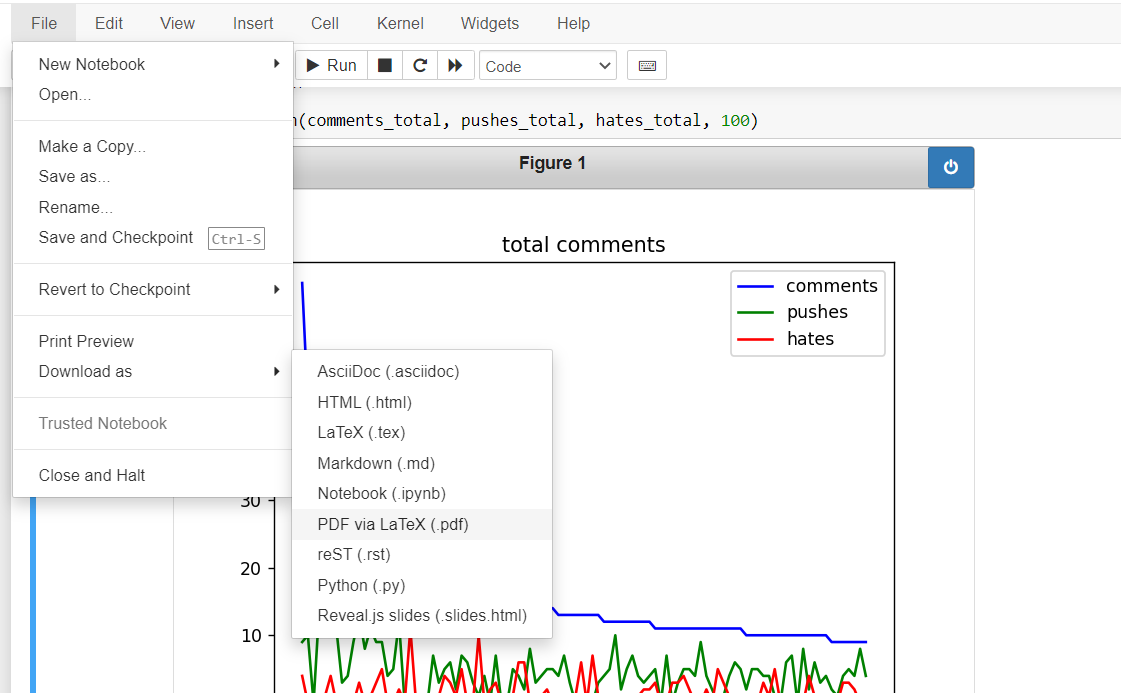 File Edit View Insert Cell Kernel Widgets Help
New Notebook
Open...
Make a Copy...
Save as...
Rename...
Save and Checkpoint Ctrl-S
Revert to Checkpoint
Print Preview
Download as
Trusted Notebook
Close and Halt
AsciiDoc (.asciidoc)
HTML (.html)
LaTeX (.tex)
Markdown (.md)
Notebook (.ipynb)
PDF via LaTeX (.pdf)
reST (.rst)
Python (.py)
Reveal.js slides (.slides.html)
Run Code
(comments_total, pushes_total, hates_total, 100)
Figure 1
total comments
comments
pushes
hates
30
20
10